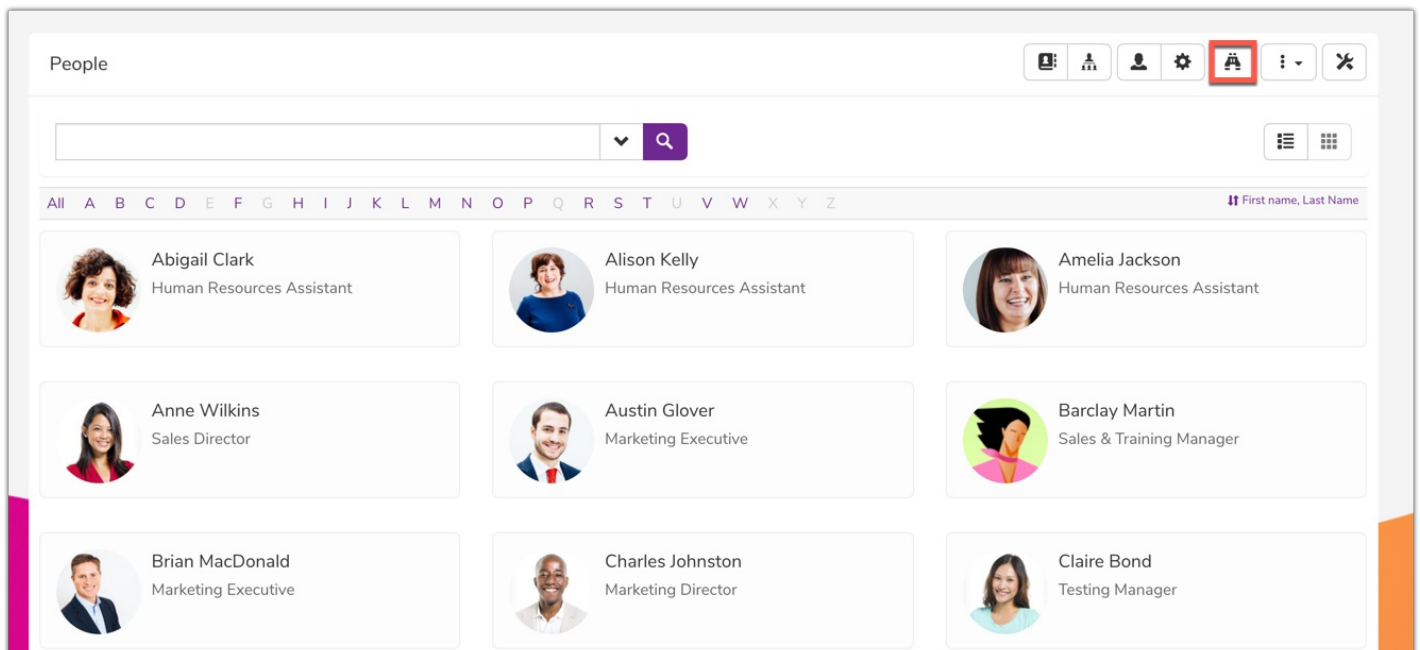 People
All A B C D E F G H I J K L M N O P Q R S T U V W X Y Z
First name, Last Name
Abigail Clark
Human Resources Assistant
Alison Kelly
Human Resources Assistant
Amelia Jackson
Human Resources Assistant
Anne Wilkins
Sales Director
Austin Glover
Marketing Executive
Barclay Martin
Sales & Training Manager
Brian MacDonald
Marketing Executive
Charles Johnston
Marketing Director
Claire Bond
Testing Manager